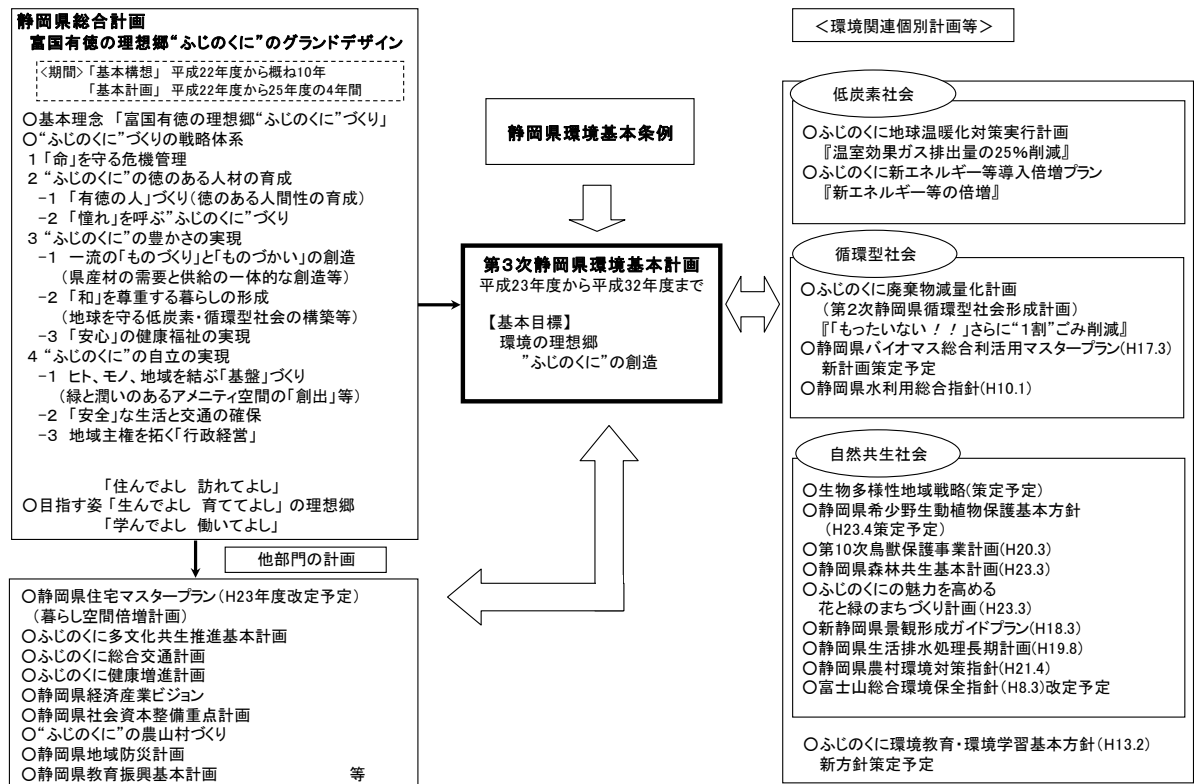 静岡県総合計画
富国有徳の理想郷“ふじのくに”のグランドデザイン
<期間>「基本構想」 平成22年度から概ね10年
「基本計画」 平成22年度から25年度の4年間
○基本理念 「富国有徳の理想郷“ふじのくに”づくり」
○“ふじのくに”づくりの戦略体系
1「命」を守る危機管理
2 “ふじのくに”の徳のある人材の育成
-1 「有徳の人」づくり(徳のある人間性の育成)
-2 「憧れ」を呼ぶ”ふじのくに”づくり
3 “ふじのくに”の豊かさの実現
-1 一流の「ものづくり」と「ものづかい」の創造
(県産材の需要と供給の一体的な創造等)
-2 「和」を尊重する暮らしの形成
(地球を守る低炭素・循環型社会の構築等)
-3 「安心」の健康福祉の実現
4 “ふじのくに”の自立の実現
-1 ヒト、モノ、地域を結ぶ「基盤」づくり
(緑と潤いのあるアメニティ空間の「創出」等)
-2 「安全」な生活と交通の確保
-3 地域主権を拓く「行政経営」
「住んでよし 訪れてよし」
○目指す姿 「生んでよし 育ててよし」 の理想郷
「学んでよし 働いてよし」
他部門の計画
○静岡県住宅マスタープラン(H23年度改定予定)
(暮らし空間倍増計画)
○ふじのくに多文化共生推進基本計画
○ふじのくに総合交通計画
○ふじのくに健康増進計画
○静岡県経済産業ビジョン
○静岡県社会資本整備重点計画
○“ふじのくに”の農山村づくり
○静岡県地域防災計画
○静岡県教育振興基本計画 等
静岡県環境基本条例
第3次静岡県環境基本計画
平成23年度から平成32年度まで
【基本目標】
環境の理想郷
”ふじのくに”の創造
<環境関連個別計画等>
低炭素社会
○ふじのくに地球温暖化対策実行計画
『温室効果ガス排出量の25%削減』
○ふじのくに新エネルギー等導入倍増プラン
『新エネルギー等の倍増』
循環型社会
○ふじのくに廃棄物減量化計画
(第2次静岡県循環型社会形成計画)
『「もったいない!!」さらに“1割”ごみ削減』
○静岡県バイオマス総合利活用マスタープラン(H17.3)
新計画策定予定
○静岡県水利用総合指針(H10.1)
自然共生社会
○生物多様性地域戦略(策定予定)
○静岡県希少野生動植物保護基本方針
(H23.4策定予定)
○第10次鳥獣保護事業計画(H20.3)
○静岡県森林共生基本計画(H23.3)
○ふじのくにの魅力を高める
花と緑のまちづくり計画(H23.3)
○新静岡県景観形成ガイドプラン(H18.3)
○静岡県生活排水処理長期計画(H19.8)
○静岡県農村環境対策指針(H21.4)
○富士山総合環境保全指針(H8.3)改定予定
○ふじのくに環境教育・環境学習基本方針(H13.2)
新方針策定予定